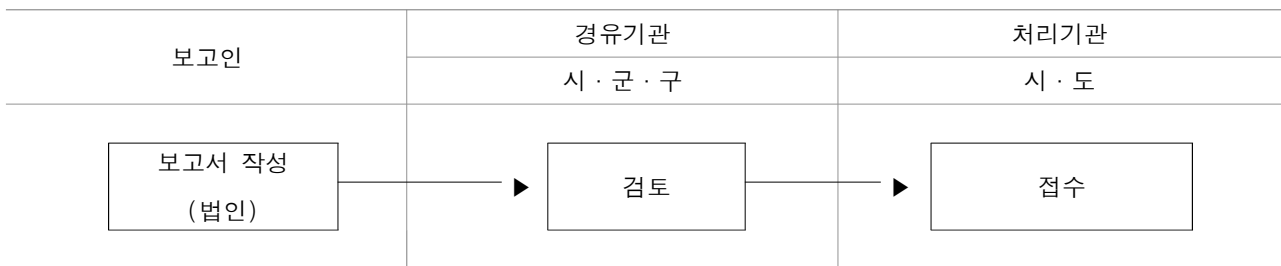 보고인
경유기관
처리기관
시 · 군 · 구
시 · 도
보고서 작성
(법인)
검토
접수